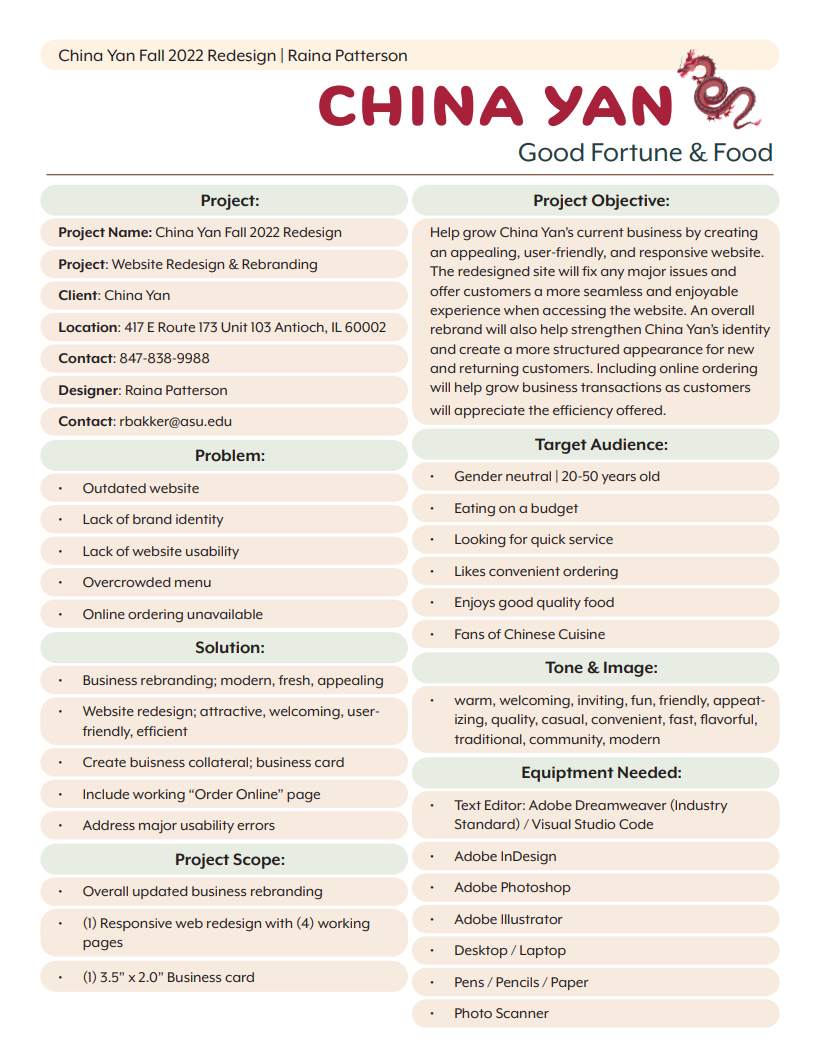 China Yan Fall 2022 Redesign | Raina Patterson
CHINA YAN
Good Fortune & Food
Project:
Project Name: China Yan Fall 2022 Redesign
Project: Website Redesign & Rebranding
Client: China Yan
Location: 417 E Route 173 Unit 103 Antioch, IL 60002
Contact: 847-838-9988
Designer: Raina Patterson
Contact: rbakker@asu.edu
Problem:
• Outdated website
• Lack of brand identity
• Lack of website usability
• Overcrowded menu
• Online ordering unavailable
Solution:
• Business rebranding; modern, fresh, appealing
• Website redesign; attractive, welcoming, user-
friendly, efficient
• Create buisness collateral; business card
• Include working “Order Online” page
• Address major usability errors
Project Scope:
• Overall updated business rebranding
• (1) Responsive web redesign with (4) working
pages
• (1) 3.5” x 2.0” Business card
Project Objective:
Help grow China Yan’s current business by creating
an appealing, user-friendly, and responsive website.
The redesigned site will fix any major issues and
offer customers a more seamless and enjoyable
experience when accessing the website. An overall
rebrand will also help strengthen China Yan’s identity
and create a more structured appearance for new
and returning customers. Including online ordering
will help grow business transactions as customers
will appreciate the efficiency offered.
Target Audience:
• Gender neutral | 20-50 years old
• Eating on a budget
• Looking for quick service
• Likes convenient ordering
• Enjoys good quality food
• Fans of Chinese Cuisine
Tone & Image:
• warm, welcoming, inviting, fun, friendly, appeat-
izing, quality, casual, convenient, fast, flavorful,
traditional, community, modern
Equiptment Needed:
• Text Editor: Adobe Dreamweaver (Industry
Standard) / Visual Studio Code
• Adobe InDesign
• Adobe Photoshop
• Adobe Illustrator
• Desktop / Laptop
• Pens / Pencils / Paper
• Photo Scanner